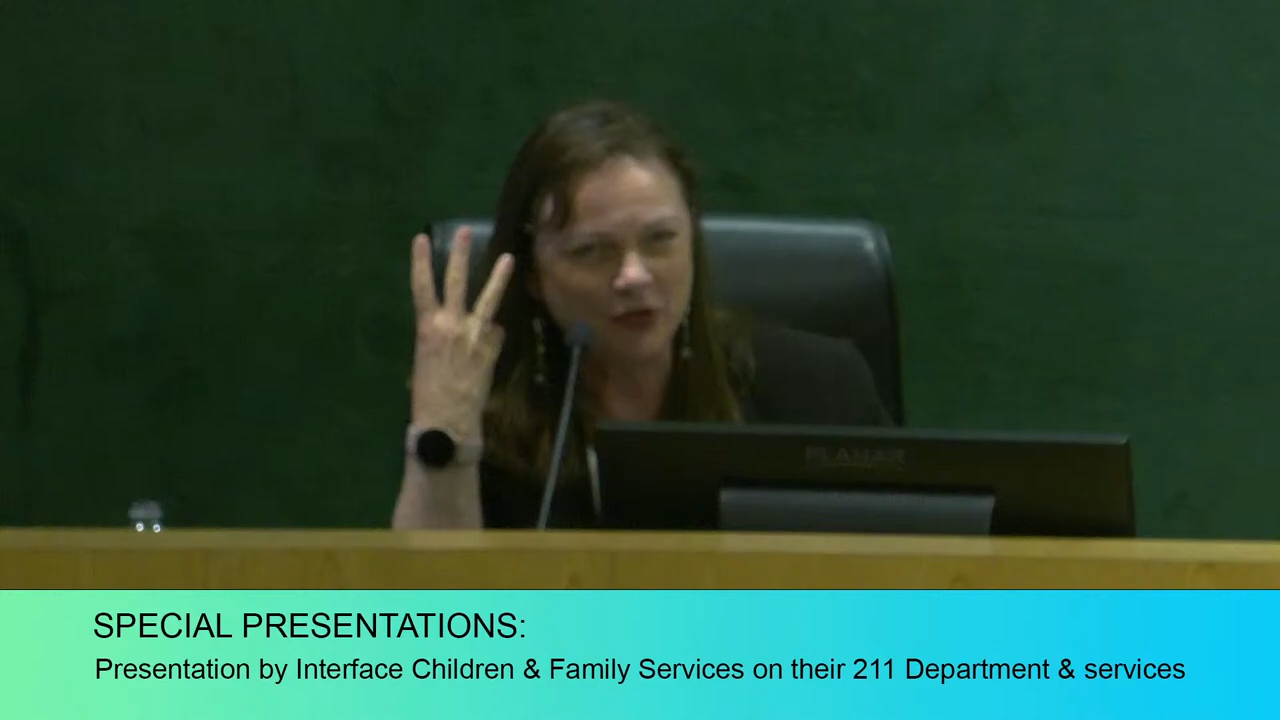 SPECIAL PRESENTATIONS:
Presentation by Interface Children & Family Services on their 211 Department & services